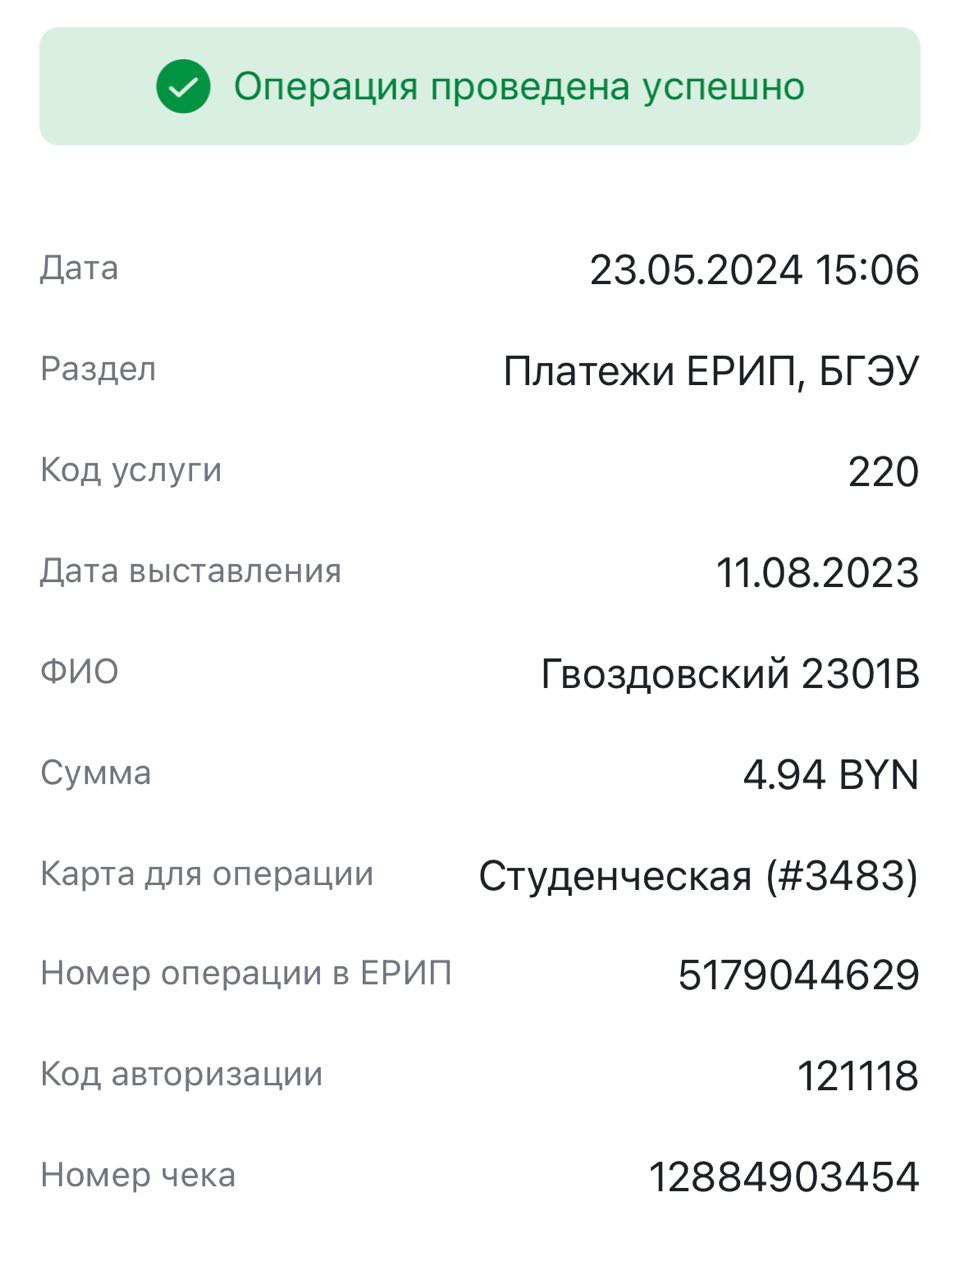 Операция проведена успешно
Дата 23.05.2024 15:06
Раздел Платежи ЕРИП, БГЭУ
Код услуги 220
Дата выставления 11.08.2023
ФИО Гвоздовский 2301В
Сумма 4.94 BYN
Карта для операции Студенческая (#3483)
Номер операции в ЕРИП 5179044629
Код авторизации 121118
Номер чека 12884903454